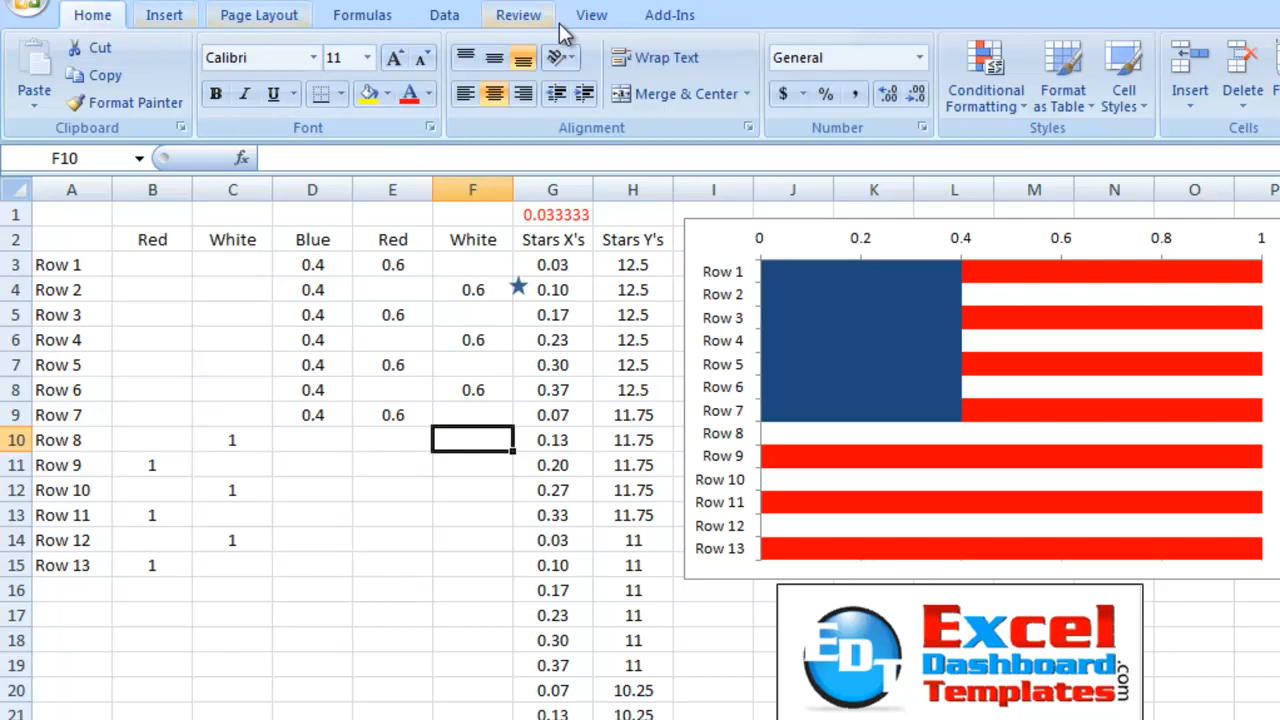 Home Insert Page Layout Formulas Data Review View Add-Ins
Cut
Copy
Paste
Format Painter
Clipboard
Calibri 11
B I U
Font
Wrap Text
Merge & Center
Alignment
General
$ % ,
Number
Conditional Formatting
Format as Table
Cell Styles
Styles
Insert Delete
Cells
F10 fx
A B C D E F G H I J K L M N O P
1 0.033333
2 Red White Blue Red White Stars X's Stars Y's
3 Row 1 0.4 0.6 0.03 12.5
4 Row 2 0.4 0.6 0.10 12.5
5 Row 3 0.4 0.6 0.17 12.5
6 Row 4 0.4 0.6 0.23 12.5
7 Row 5 0.4 0.6 0.30 12.5
8 Row 6 0.4 0.6 0.37 12.5
9 Row 7 0.4 0.6 0.07 11.75
10 Row 8 1 0.13 11.75
11 Row 9 1 0.20 11.75
12 Row 10 1 0.27 11.75
13 Row 11 1 0.33 11.75
14 Row 12 1 0.03 11
15 Row 13 1 0.10 11
16 0.17 11
17 0.23 11
18 0.30 11
19 0.37 11
20 0.07 10.25
21 0.13 10.25
0 0.2 0.4 0.6 0.8 1
Row 1
Row 2
Row 3
Row 4
Row 5
Row 6
Row 7
Row 8
Row 9
Row 10
Row 11
Row 12
Row 13
EDT
Excel
Dashboard
Templates
.com